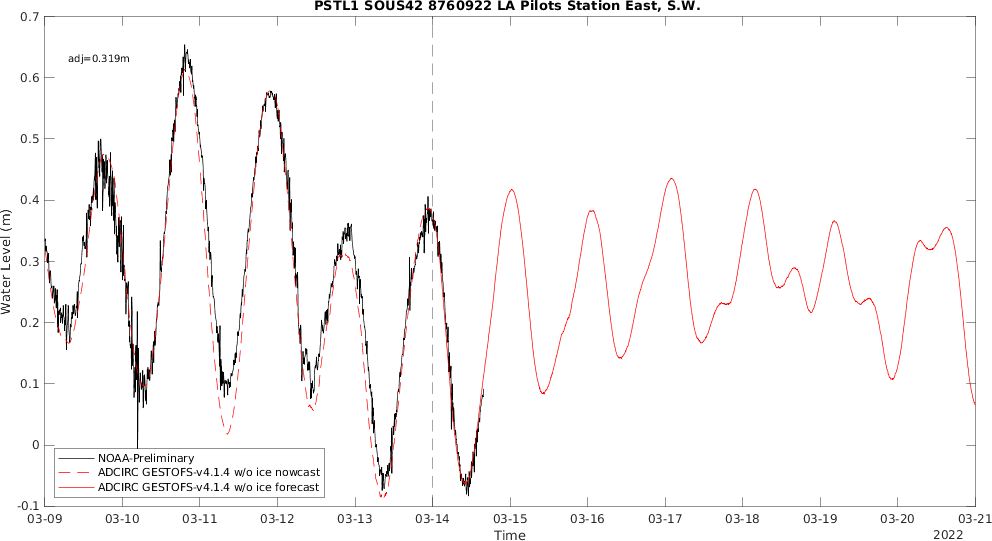 PSTL1 SOUS42 8760922 LA Pilots Station East, S.W.
0.7
adj=0.319m
0.6
0.5
0.4
0.3
0.2
0.1
0
-0.1
Water Level (m)
NOAA-Preliminary
ADCIRC GESTOFS-v4.1.4 w/o ice nowcast
ADCIRC GESTOFS-v4.1.4 w/o ice forecast
03-09 03-10 03-11 03-12 03-13 03-14 03-15 03-16 03-17 03-18 03-19 03-20 03-21
Time
2022